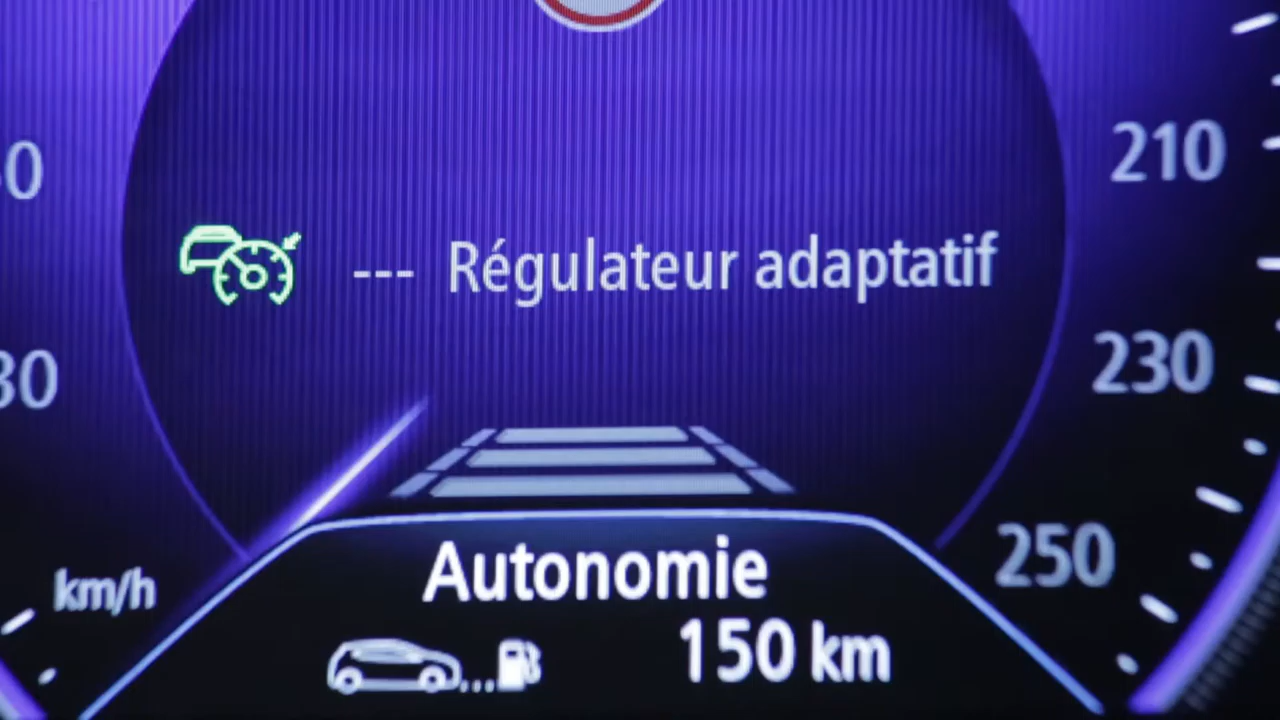 210
--- Régulateur adaptatif
230
250
km/h
Autonomie
150 km